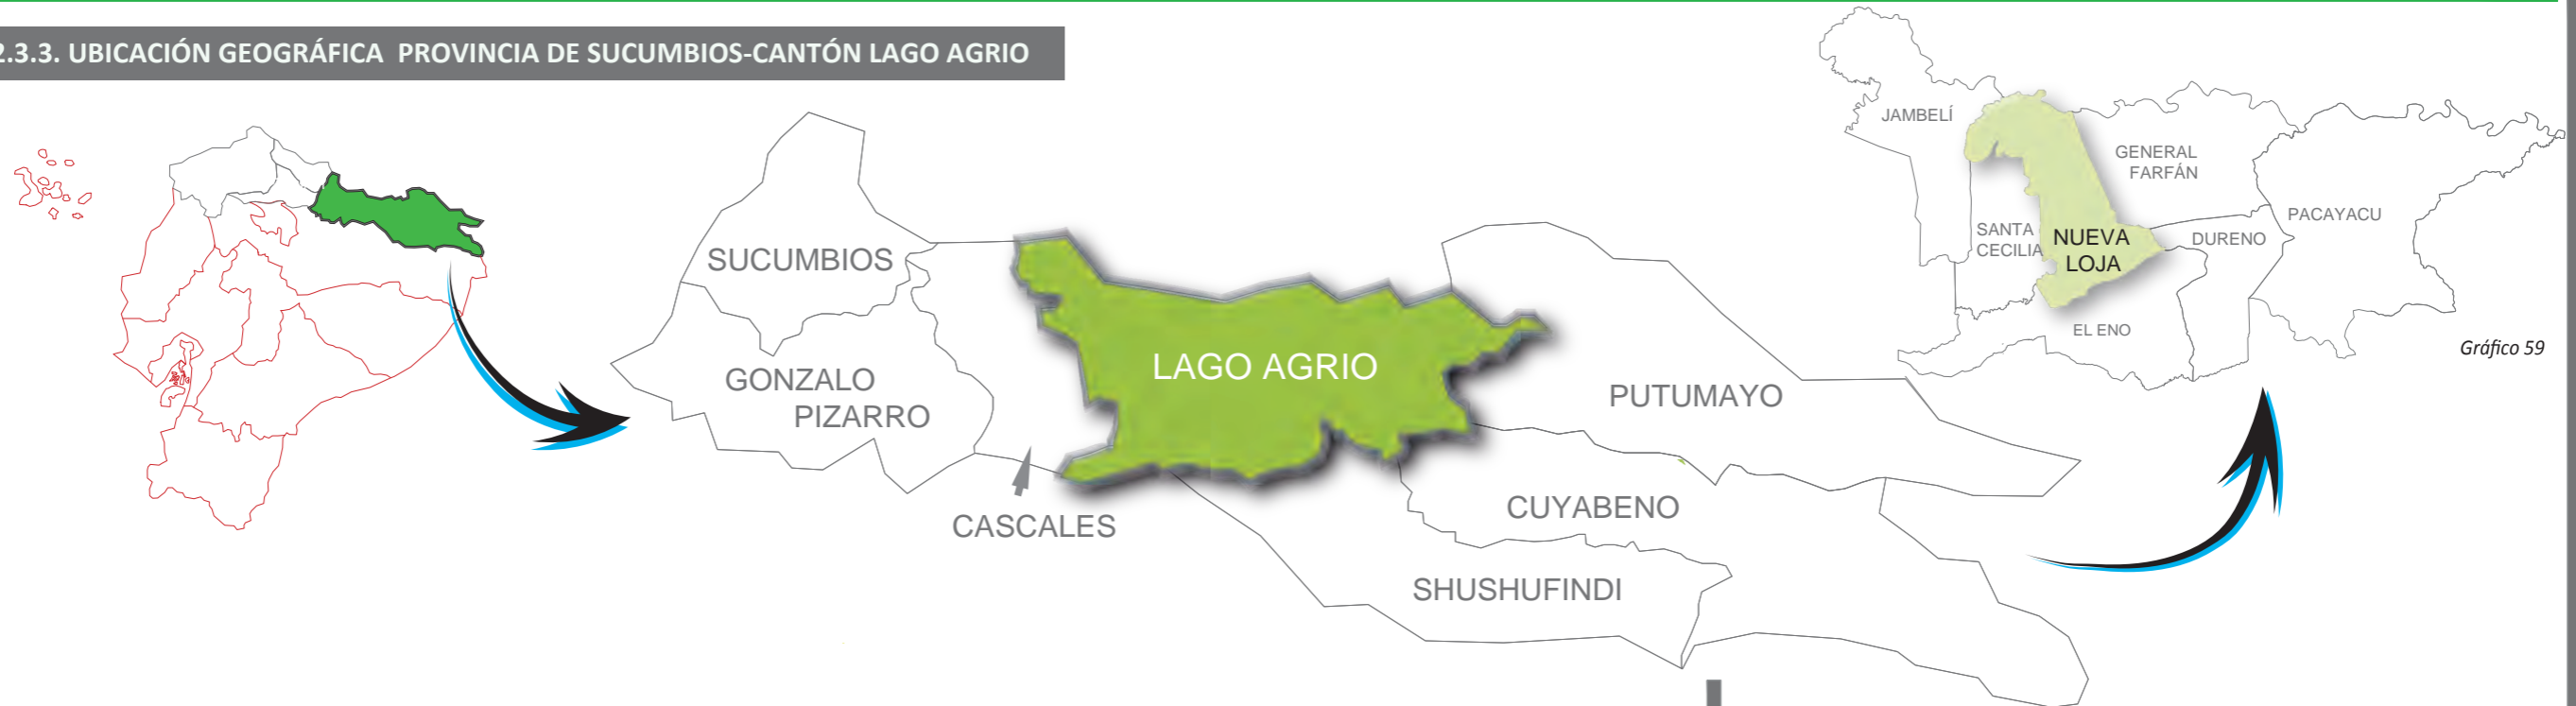 2.3.3. UBICACIÓN GEOGRÁFICA PROVINCIA DE SUCUMBIOS-CANTÓN LAGO AGRIO
SUCUMBIOS
GONZALO
PIZARRO
CASCALES
LAGO AGRIO
PUTUMAYO
CUYABENO
SHUSHUFINDI
JAMBELÍ
GENERAL
FARFÁN
PACAYACU
SANTA
CECILIA
NUEVA
LOJA
DURENO
EL ENO
Gráfico 59